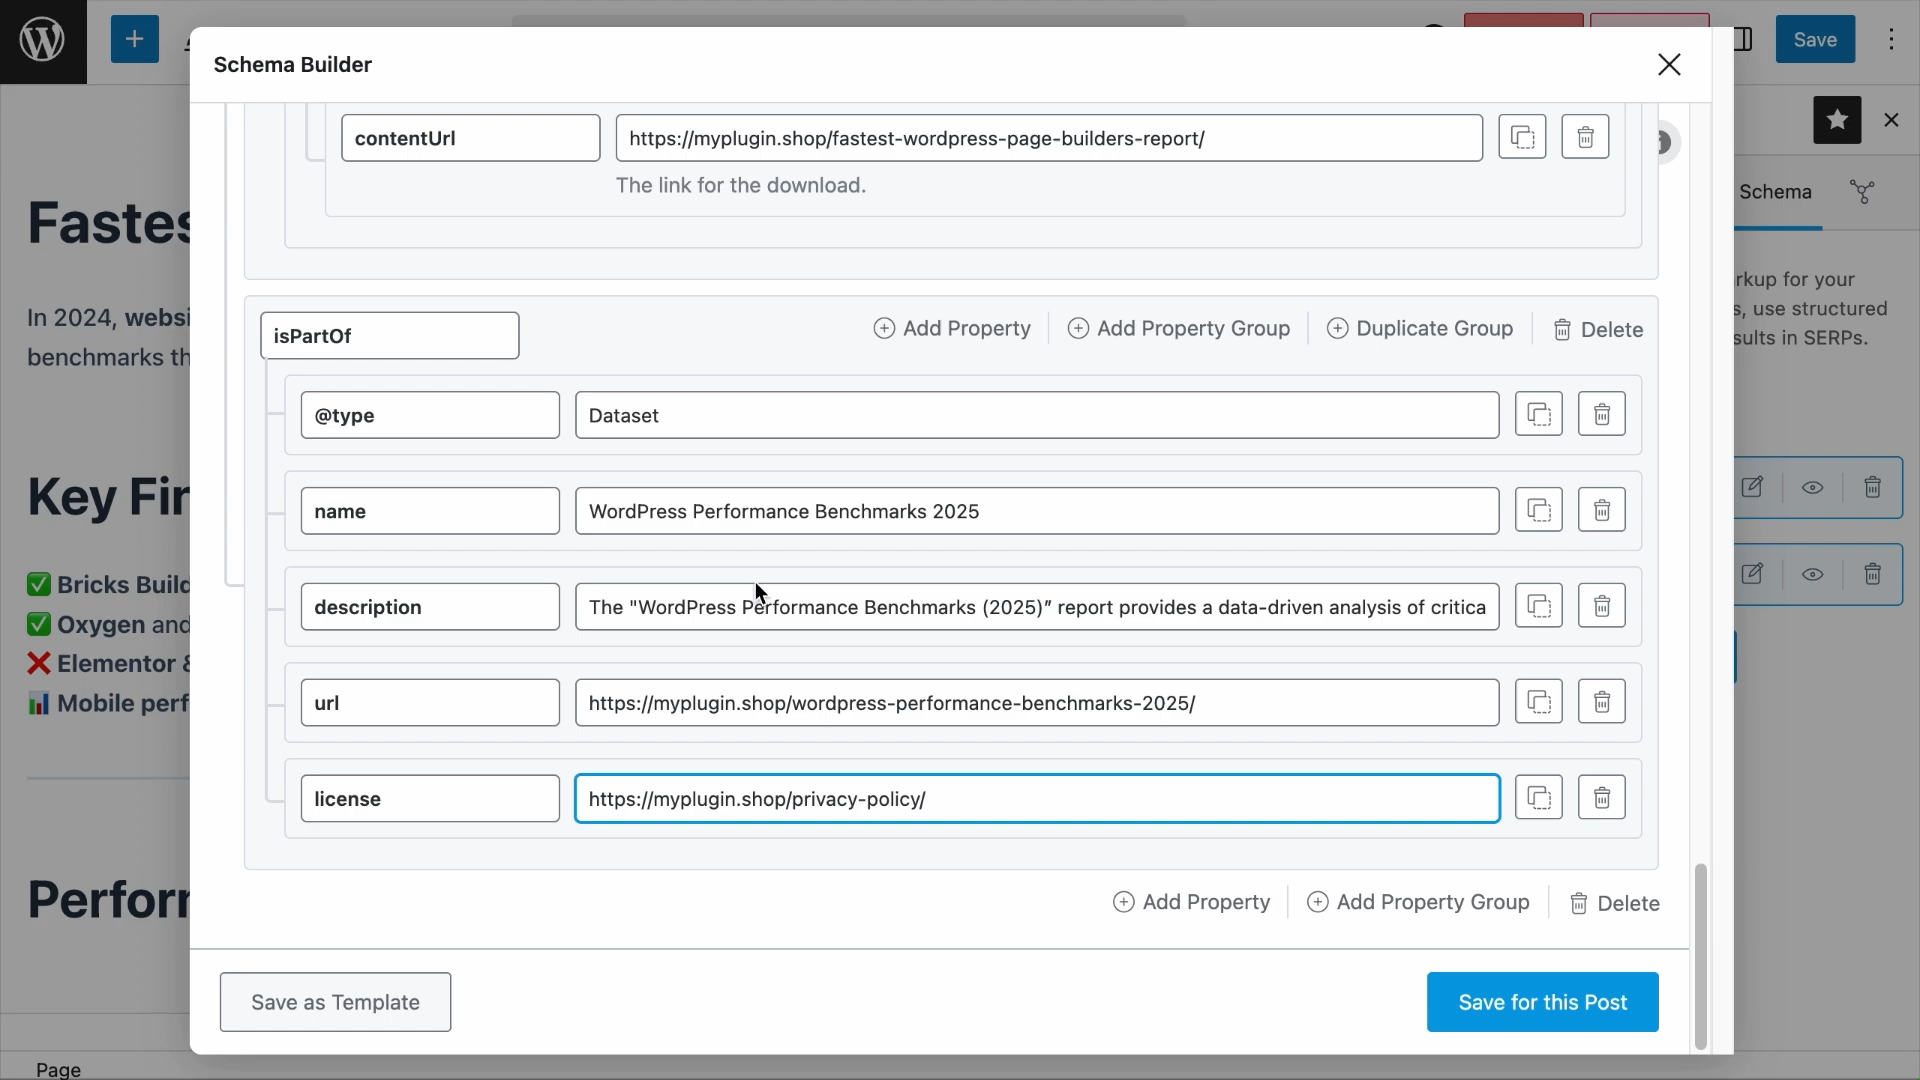 Save
Schema Builder
contentUrl
https://myplugin.shop/fastest-wordpress-page-builders-report/
The link for the download.
Schema
Fastes
rkup for your
s, use structured
sults in SERPs.
In 2024, websi
benchmarks th
isPartOf
Add Property
Add Property Group
Duplicate Group
Delete
@type
Dataset
Key Fin
name
WordPress Performance Benchmarks 2025
Bricks Build
description
The "WordPress Performance Benchmarks (2025)” report provides a data-driven analysis of critica
Oxygen and
Elementor &
Mobile perf
url
https://myplugin.shop/wordpress-performance-benchmarks-2025/
license
https://myplugin.shop/privacy-policy/
Perform
Add Property
Add Property Group
Delete
Save as Template
Save for this Post
Page